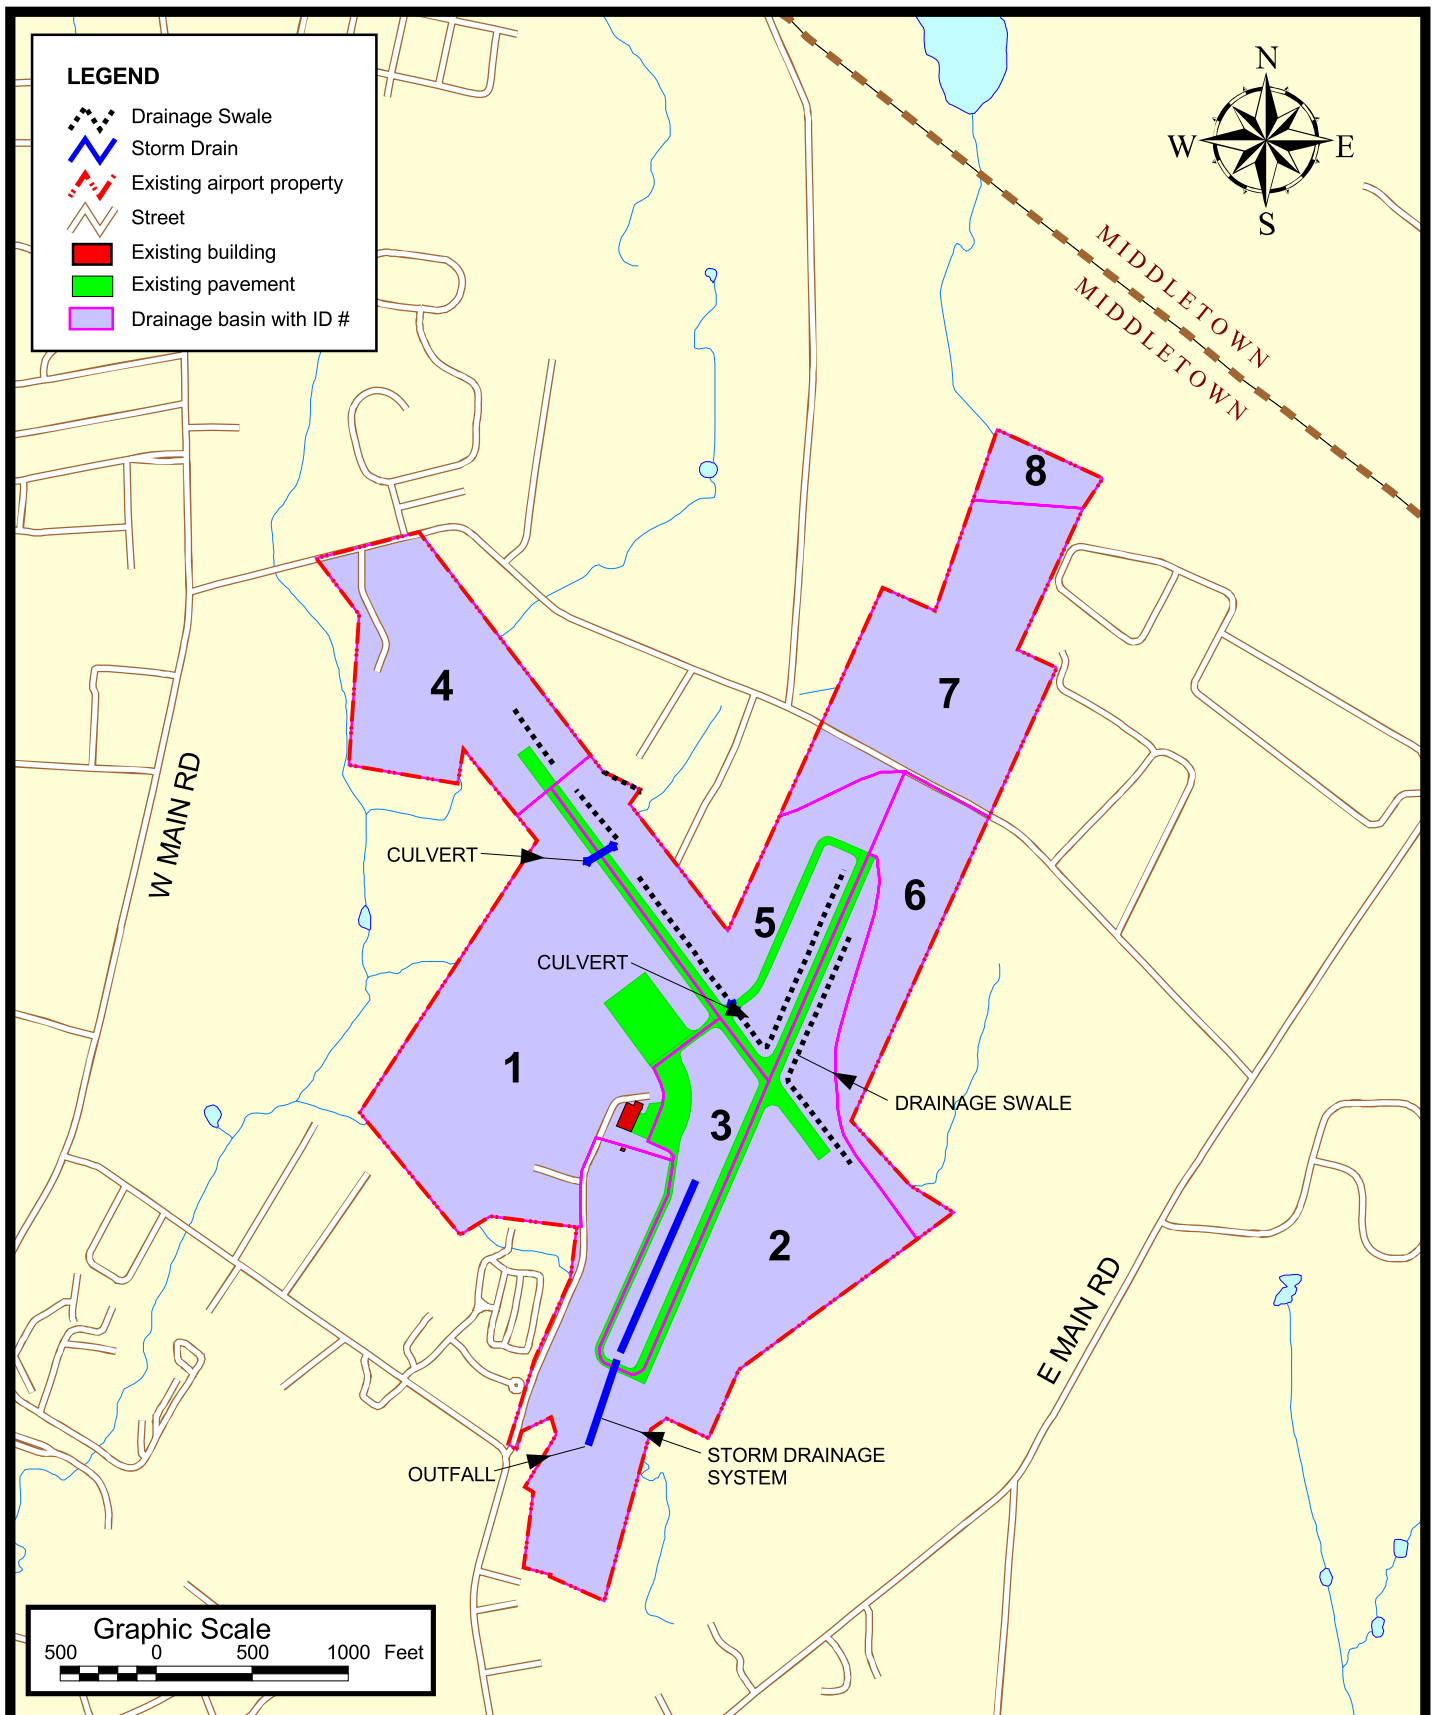 LEGEND
Drainage Swale
Storm Drain
Existing airport property
Street
Existing building
Existing pavement
Drainage basin with ID #
N
W
E
S
MIDDLETOWN
MIDDLETOWN
8
7
4
W MAIN RD
CULVERT
6
5
CULVERT
1
DRAINAGE SWALE
3
2
E MAIN RD
STORM DRAINAGE
SYSTEM
OUTFALL
Graphic Scale
500 0 500 1000 Feet